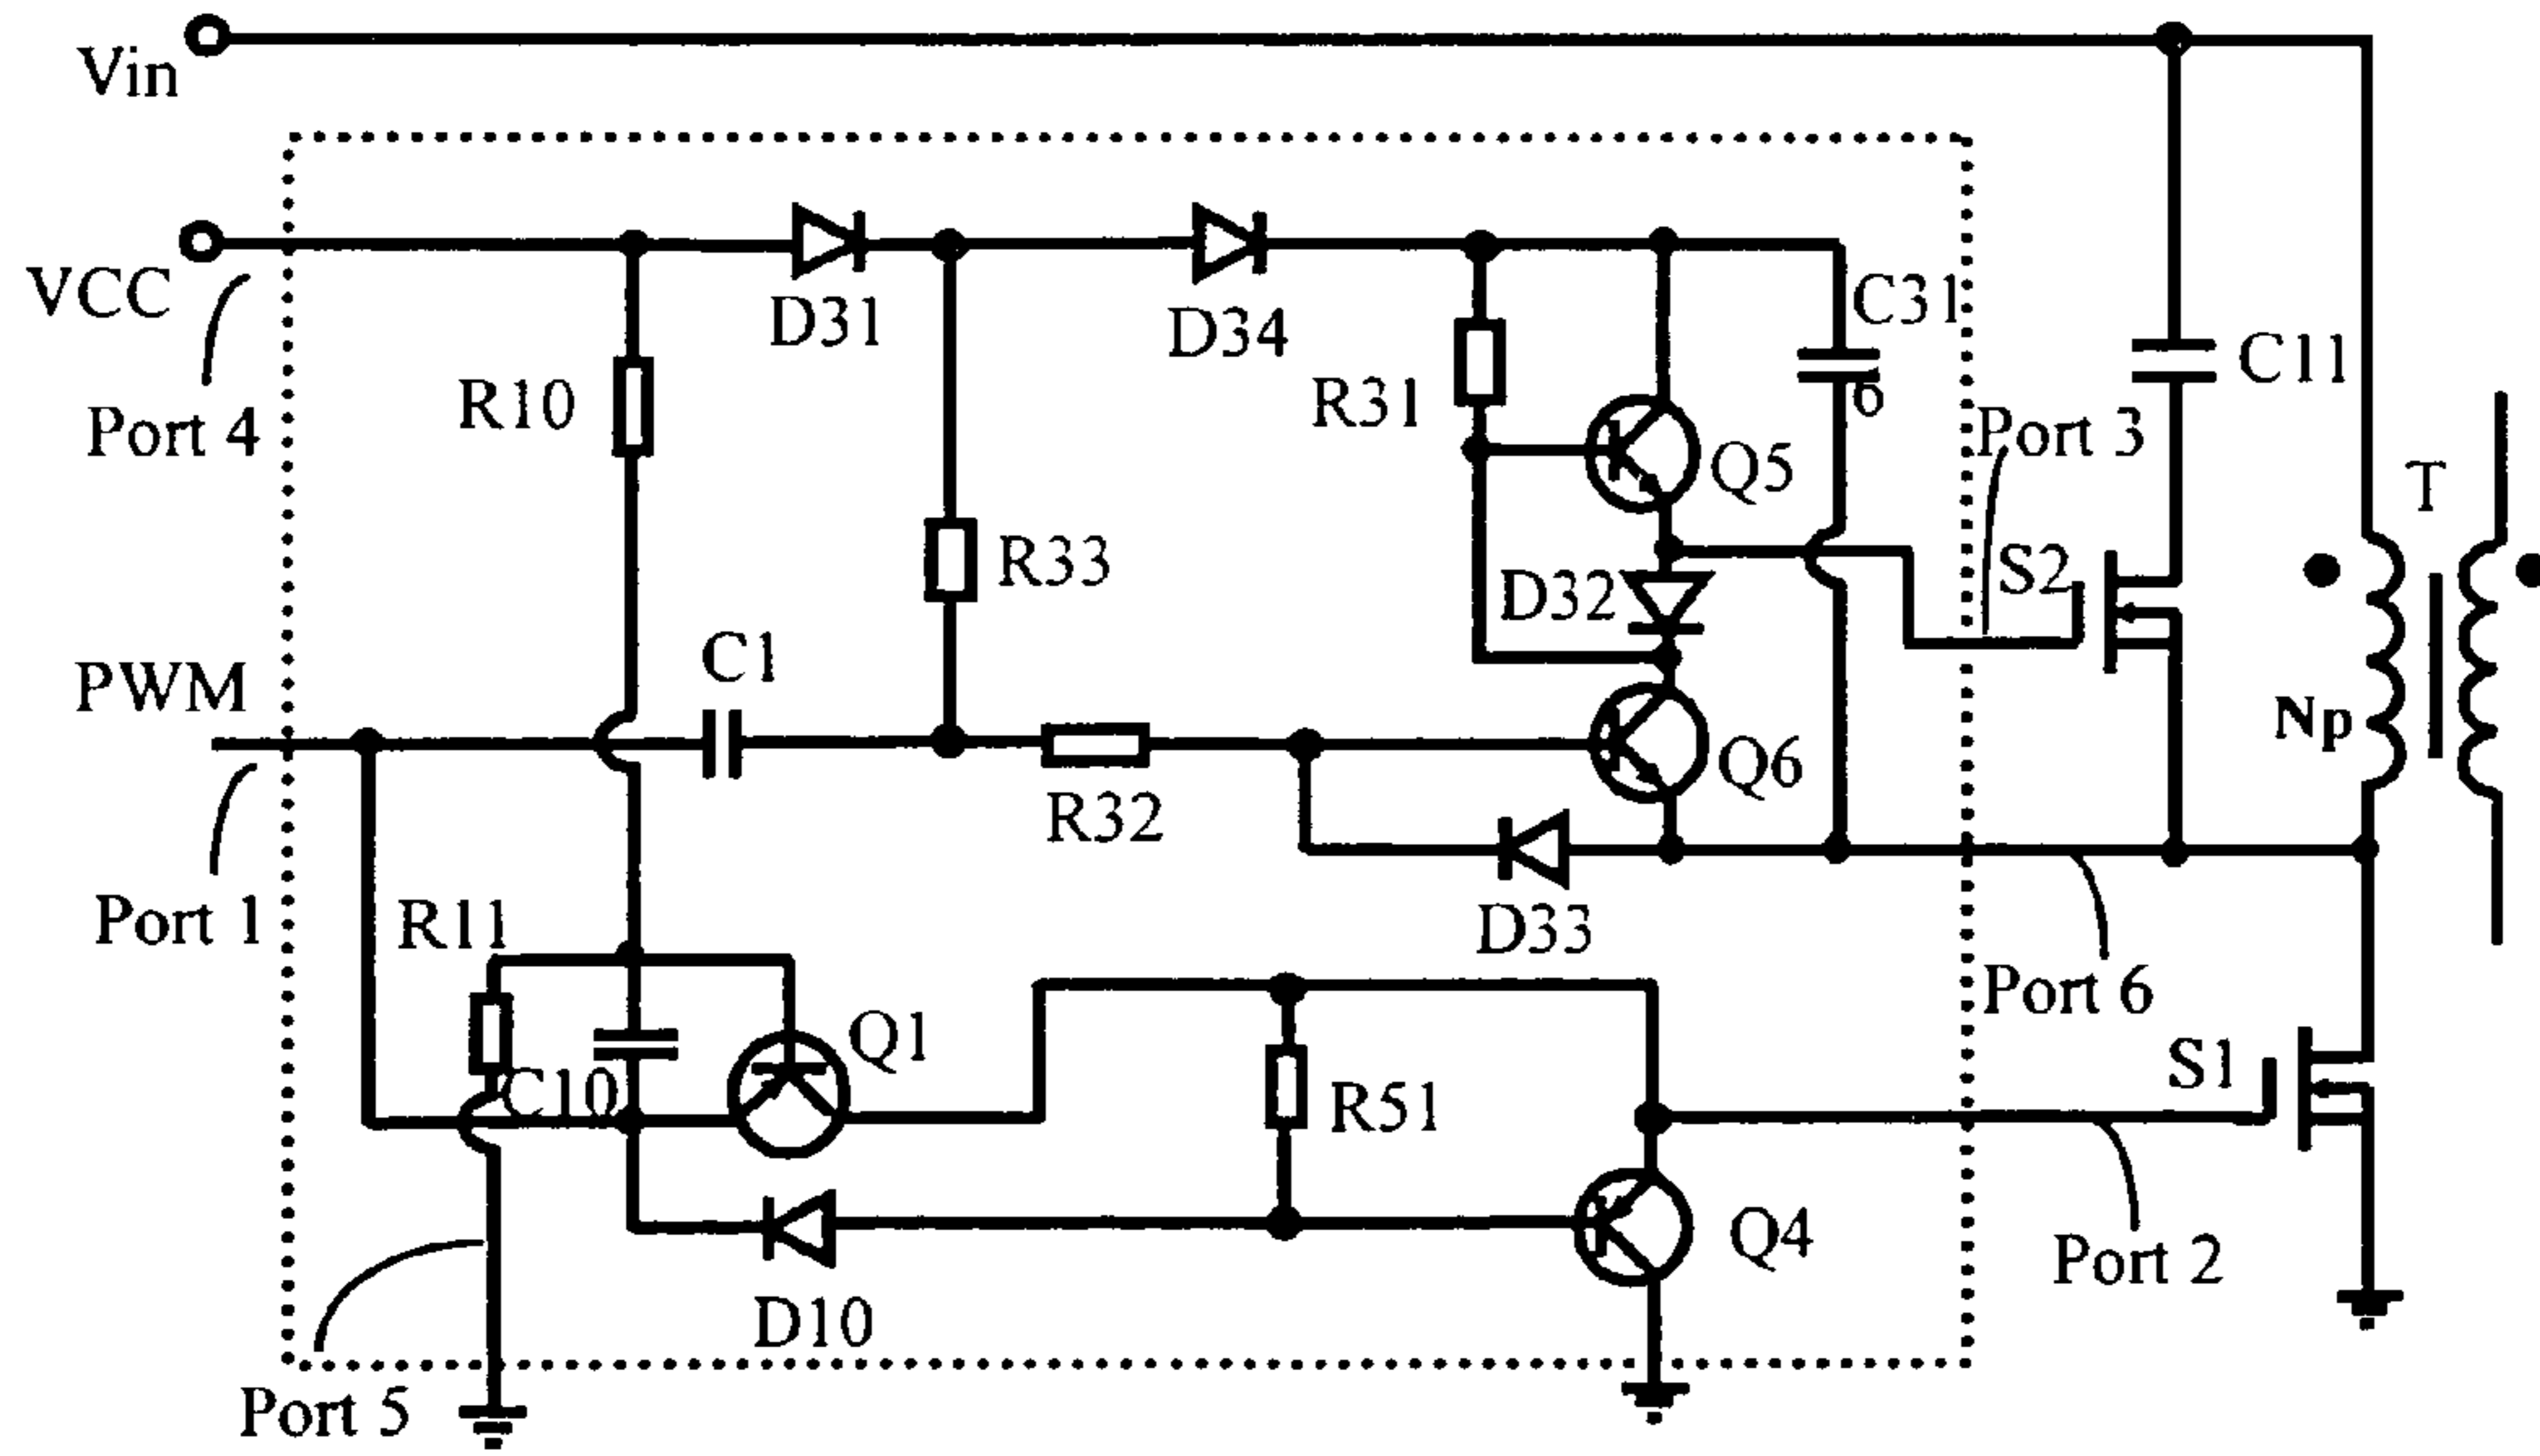 Vin
VCC
D31
D34
C31
6
R10
R31
C11
Port 4
Port 3
Q5
T
R33
S2
D32
C1
PWM
Np
Q6
R32
Port 1
R11
D33
Port 6
Q1
C10
R51
S1
Q4
Port 2
D10
Port 5